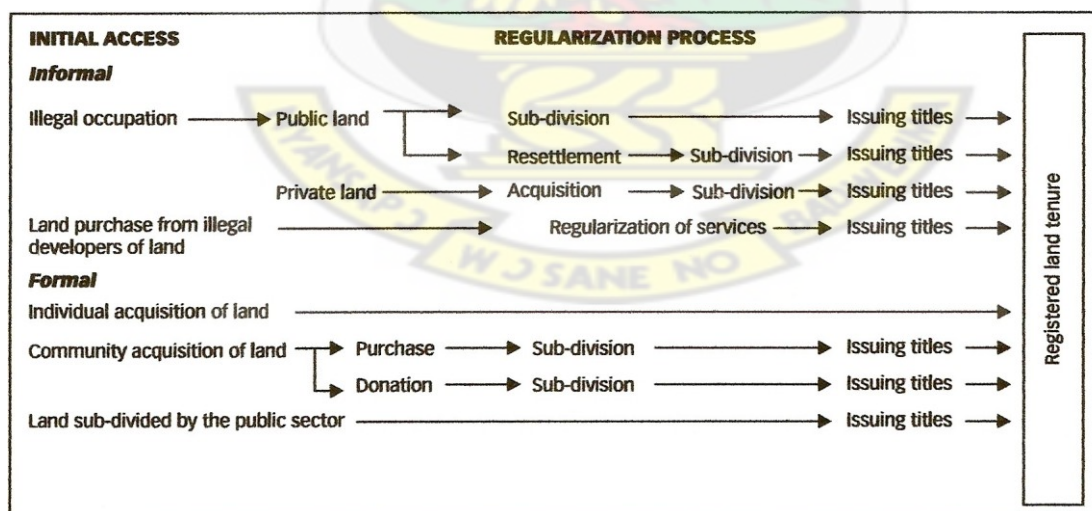 INITIAL ACCESS REGULARIZATION PROCESS
Informal
Illegal occupation Public land Sub-division Issuing titles
Resettlement Sub-division Issuing titles
Private land Acquisition Sub-division Issuing titles
Land purchase from illegal
developers of land
Regularization of services Issuing titles
Formal
Individual acquisition of land
Community acquisition of land Purchase Sub-division Issuing titles
Donation Sub-division Issuing titles
Land sub-divided by the public sector Issuing titles
Registered land tenure
W J SANE NO